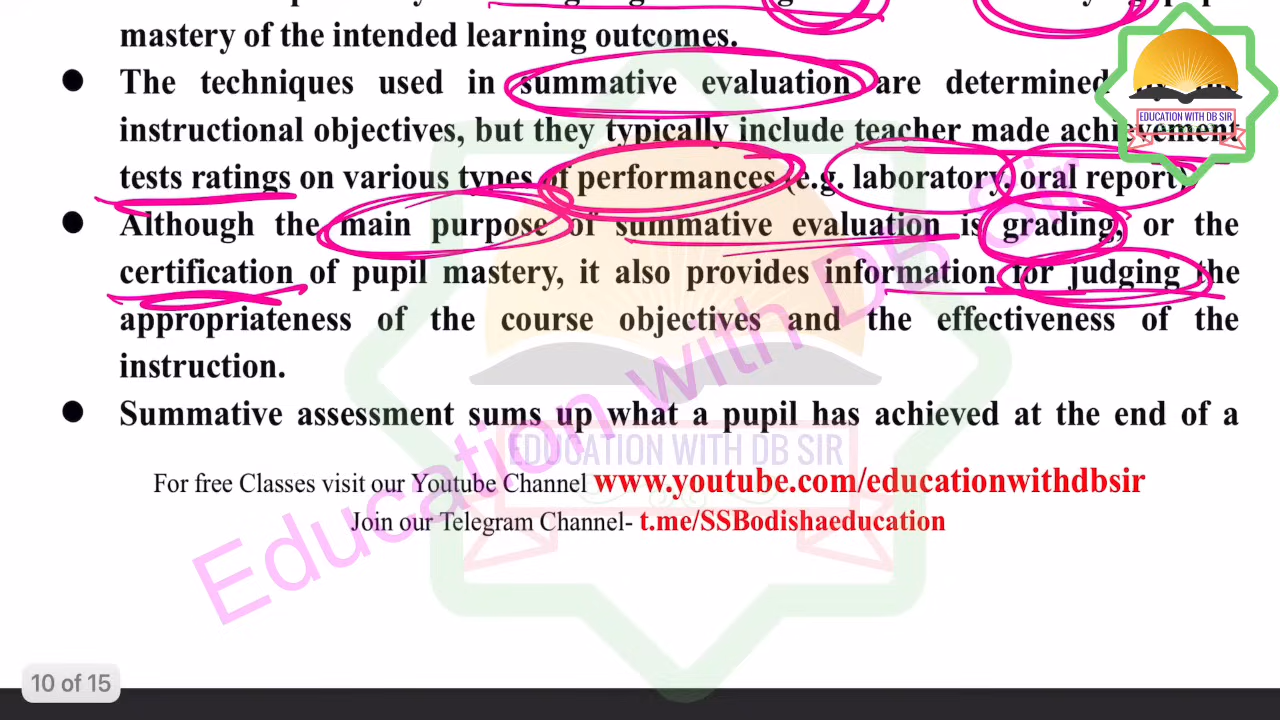 mastery of the intended learning outcomes.
● The techniques used in summative evaluation are determined
instructional objectives, but they typically include teacher made achievement
tests ratings on various types of performances (e.g. laboratory, oral report)
● Although the main purpose of summative evaluation is grading, or the
certification of pupil mastery, it also provides information for judging the
appropriateness of the course objectives and the effectiveness of the
instruction.
● Summative assessment sums up what a pupil has achieved at the end of a
For free Classes visit our Youtube Channel www.youtube.com/educationwithdbsir
Join our Telegram Channel- t.me/SSBodishaeducation
EDUCATION WITH DB SIR
EDUCATION WITH DB SIR
Education with DB Sir
10 of 15